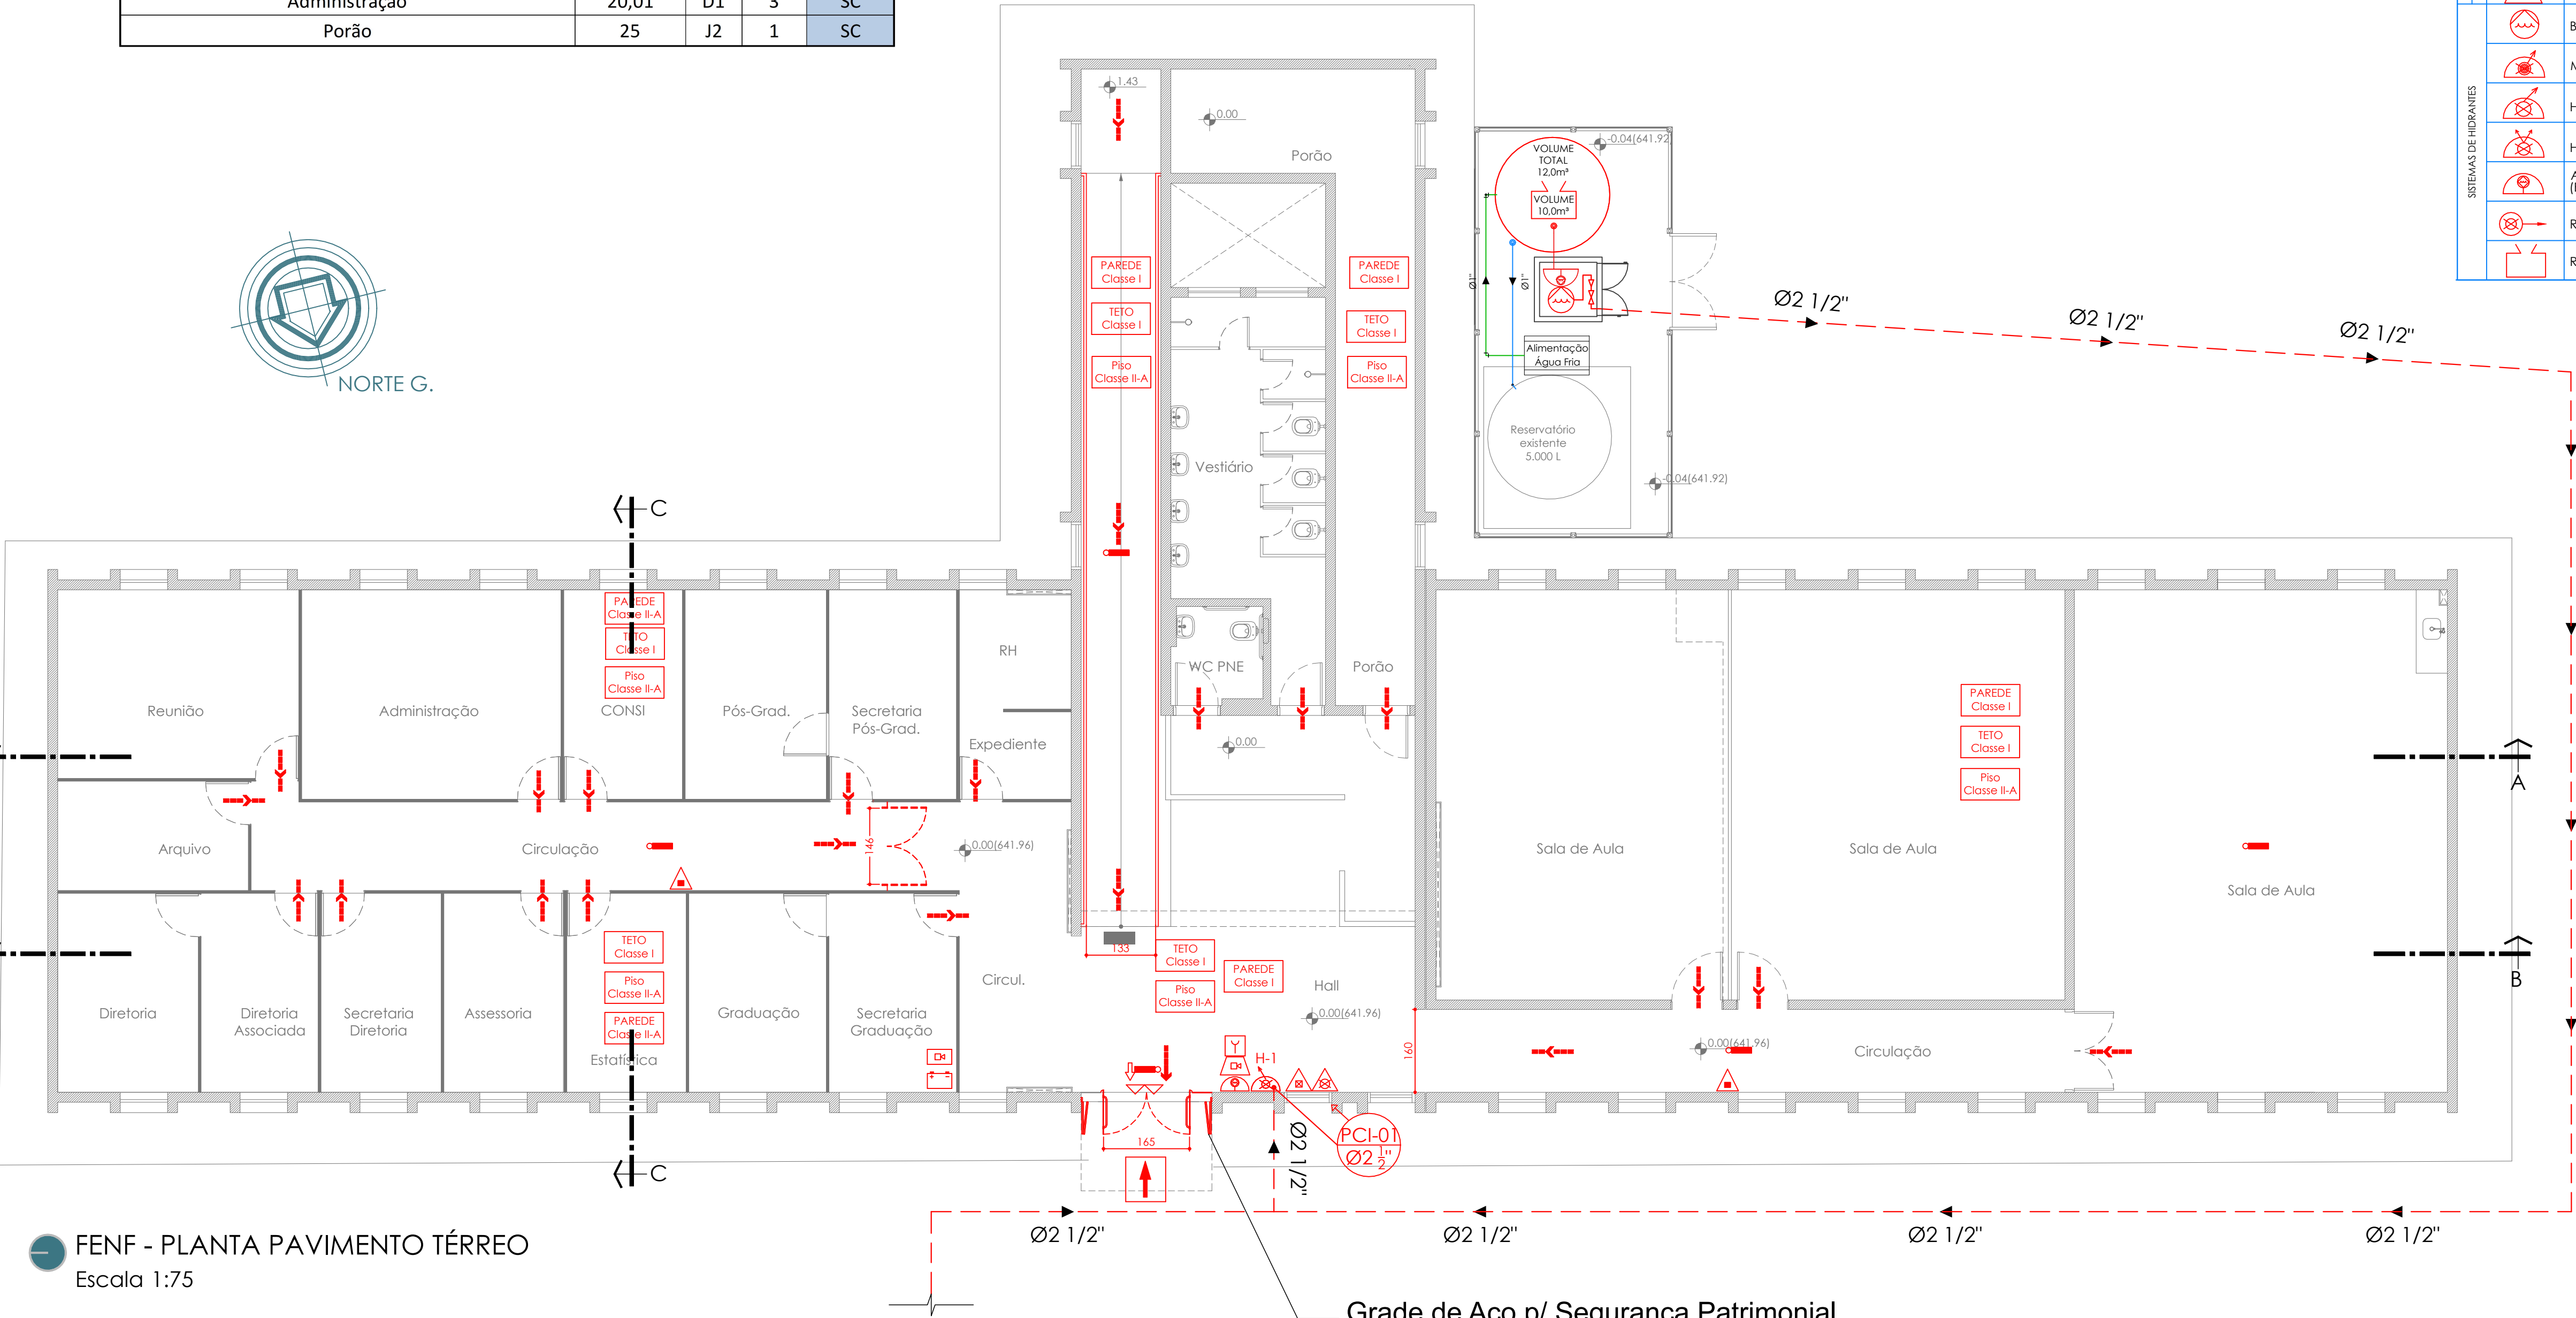 Administração 20,01 D1 3 SC
Porão 25 J2 1 SC
SISTEMAS DE HIDRANTES
NORTE G.
1.43
0.00
Porão
-0.04(641.92)
VOLUME
TOTAL
12,0m³
VOLUME
10,0m³
Ø1"
Ø1"
Alimentação
Água Fria
Reservatório
existente
5.000 L
-0.04(641.92)
Ø2 1/2"
Ø2 1/2"
Ø2 1/2"
PAREDE
Classe I
TETO
Classe I
Piso
Classe II-A
PAREDE
Classe I
TETO
Classe I
Piso
Classe II-A
Vestiário
WC PNE
Porão
0.00
C
PAREDE
Classe II-A
TETO
Classe I
Piso
Classe II-A
CONSI
Reunião
Administração
Pós-Grad.
Secretaria
Pós-Grad.
RH
Expediente
Arquivo
Circulação
146
0.00(641.96)
Diretoria
Diretoria
Associada
Secretaria
Diretoria
Assessoria
TETO
Classe I
Piso
Classe II-A
PAREDE
Classe II-A
Estatística
Graduação
Secretaria
Graduação
Circul.
133
TETO
Classe I
Piso
Classe II-A
PAREDE
Classe I
Hall
0.00(641.96)
H-1
160
165
PCI-01
Ø2 1/2"
Ø2 1/2"
Sala de Aula
Sala de Aula
PAREDE
Classe I
TETO
Classe I
Piso
Classe II-A
Sala de Aula
A
B
0.00(641.96)
Circulação
C
Ø2 1/2"
Ø2 1/2"
Ø2 1/2"
Ø2 1/2"
FENF - PLANTA PAVIMENTO TÉRREO
Escala 1:75
Grade de Aço p/ Segurança Patrimonial